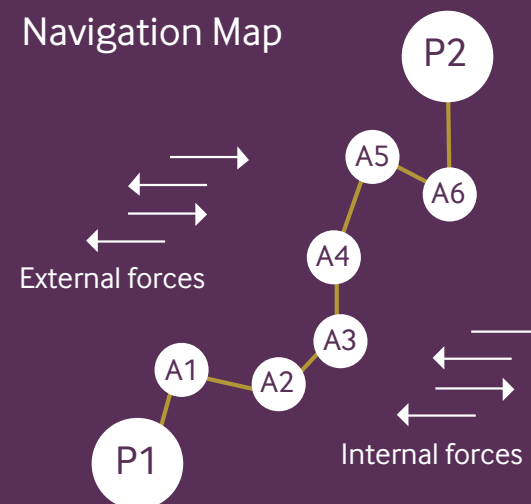 Navigation Map
P2
A5
A6
A4
External forces
A3
A1
A2
Internal forces
P1